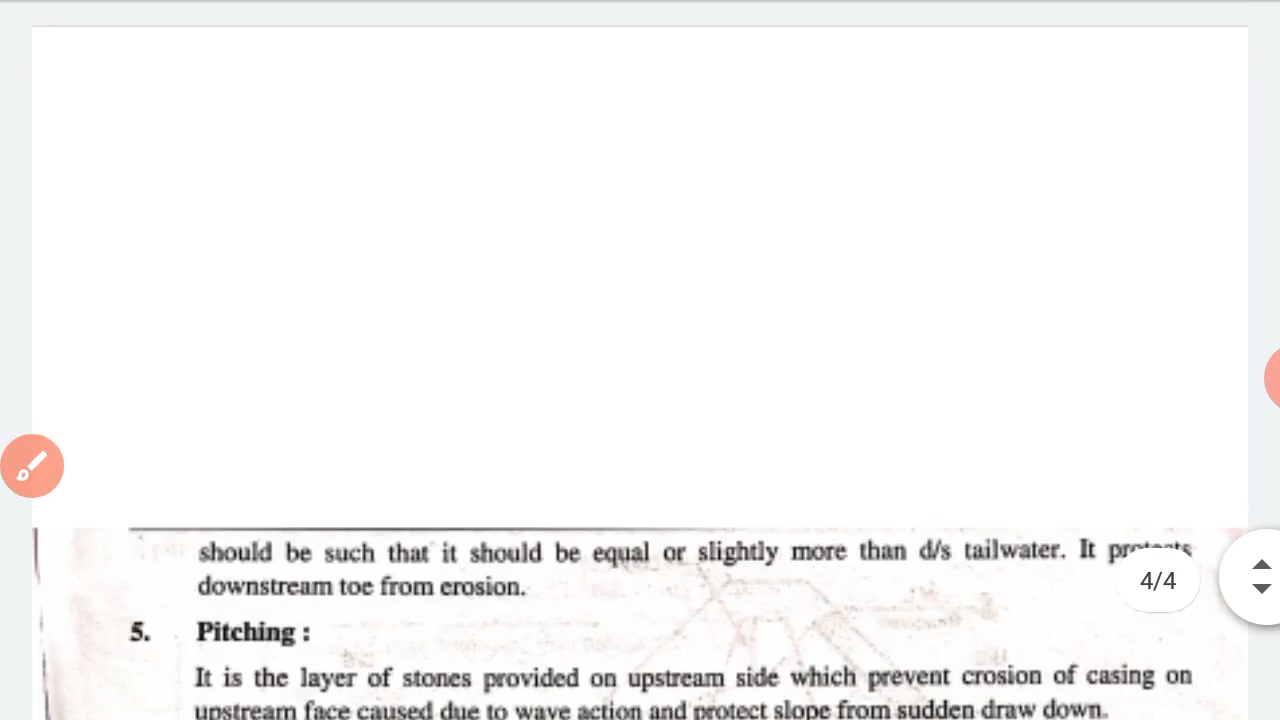 should be such that it should be equal or slightly more than d/s tailwater. It protects
downstream toe from erosion.
4/4
5. Pitching :
It is the layer of stones provided on upstream side which prevent erosion of casing on
upstream face caused due to wave action and protect slope from sudden draw down.